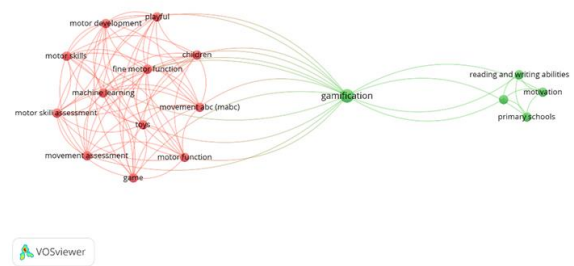 playful
motor development
motor skills
children
fine motor function
machine learning
movement abc (mabc)
motor skill assessment
toys
movement assessment
motor function
game
gamification
reading and writing abilities
motivation
primary schools
VOSviewer